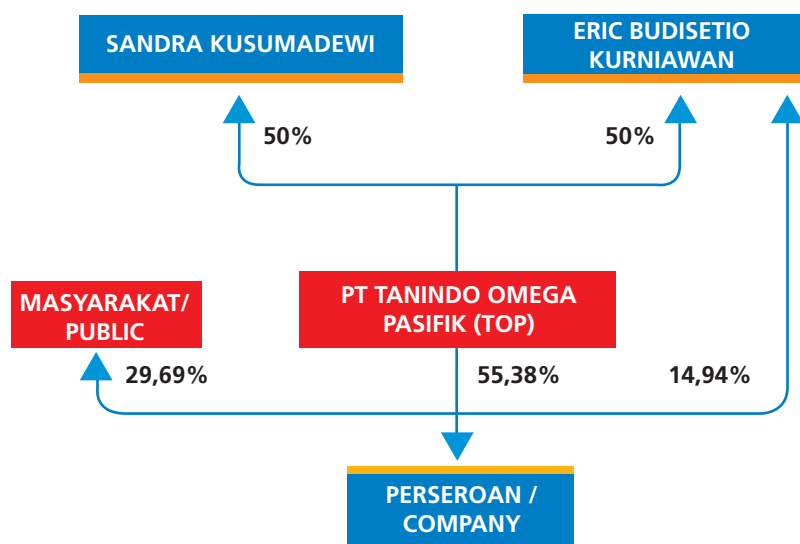 SANDRA KUSUMADEWI
ERIC BUDISETIO
KURNIAWAN
50%
50%
MASYARAKAT/
PUBLIC
PT TANINDO OMEGA
PASIFIK (TOP)
29,69%
55,38%
14,94%
PERSEROAN /
COMPANY